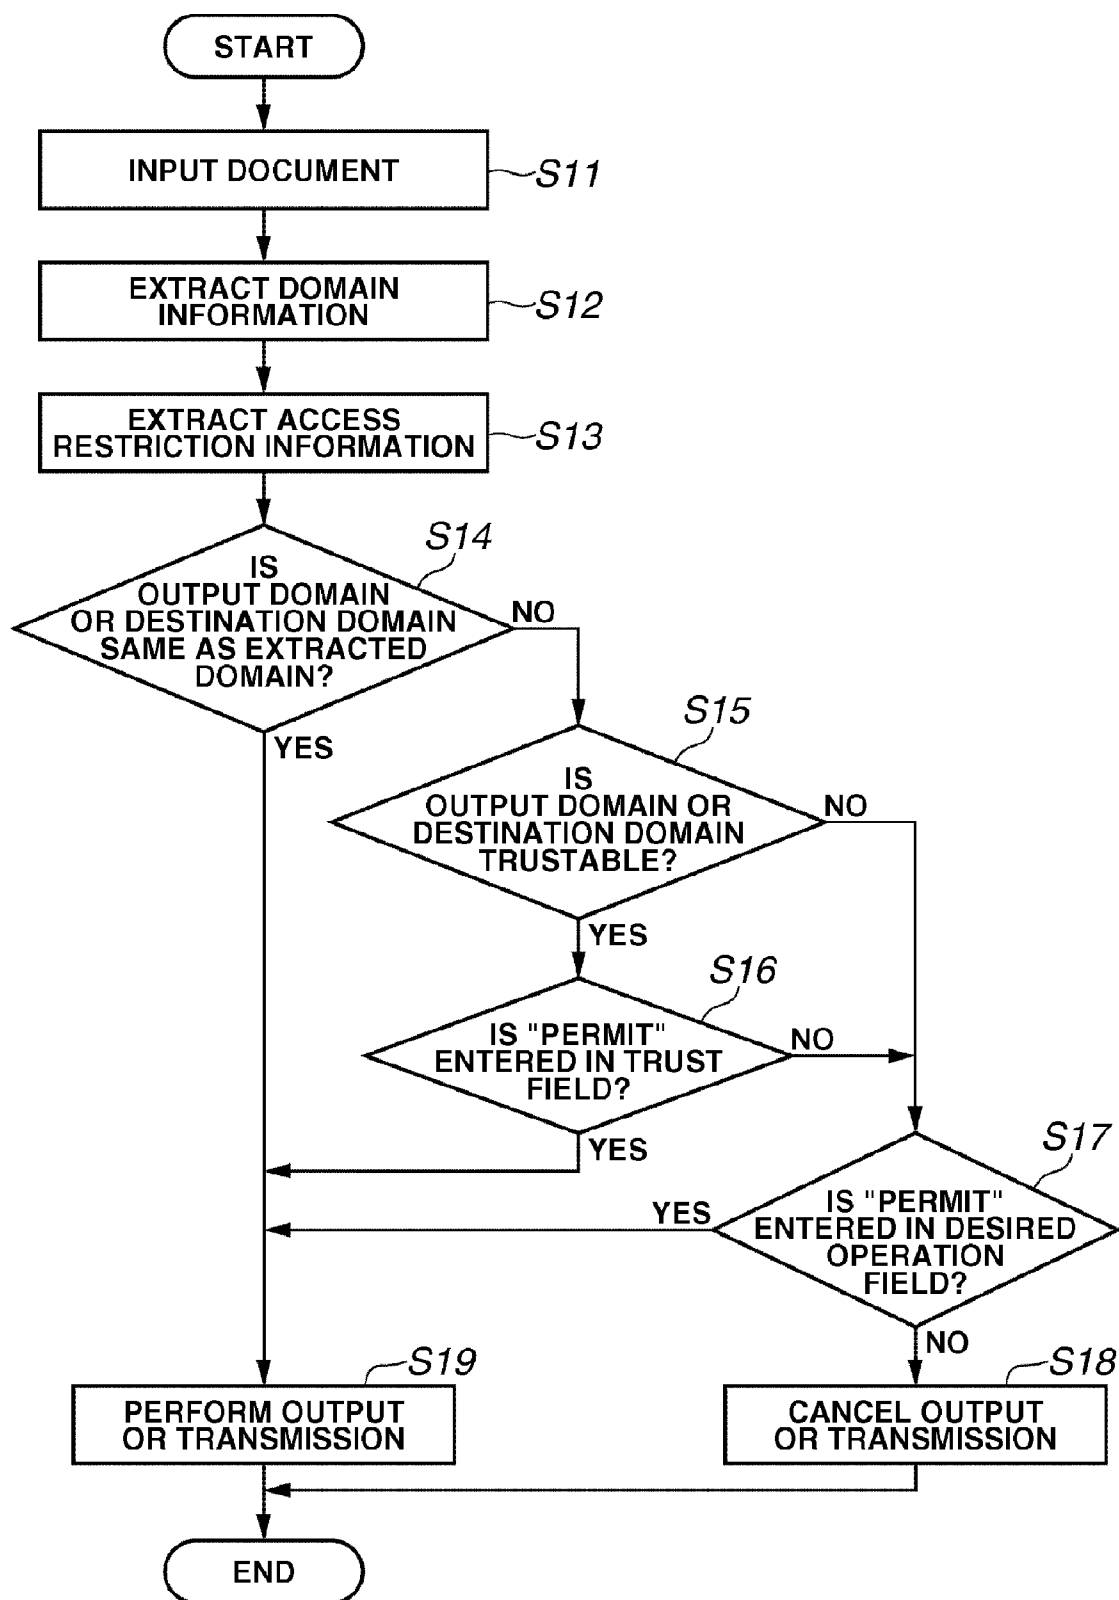 START
INPUT DOCUMENT
S11
EXTRACT DOMAIN
INFORMATION
S12
EXTRACT ACCESS
RESTRICTION INFORMATION
S13
S14
IS
OUTPUT DOMAIN
OR DESTINATION DOMAIN
SAME AS EXTRACTED
DOMAIN?
NO
YES
S15
IS
OUTPUT DOMAIN OR
DESTINATION DOMAIN
TRUSTABLE?
NO
YES
S16
IS "PERMIT"
ENTERED IN TRUST
FIELD?
NO
YES
S17
IS "PERMIT"
ENTERED IN DESIRED
OPERATION
FIELD?
YES
NO
S19
PERFORM OUTPUT
OR TRANSMISSION
S18
CANCEL OUTPUT
OR TRANSMISSION
END